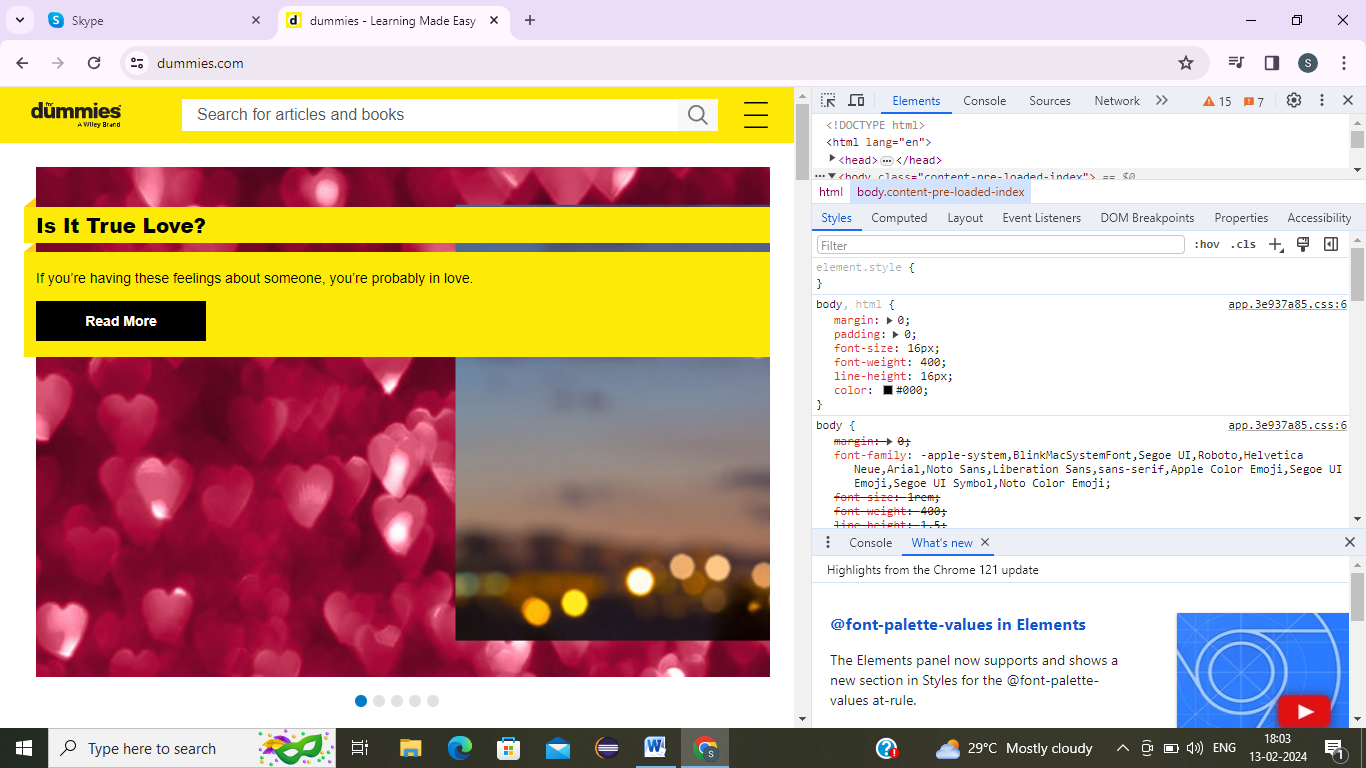 Skype
dummies - Learning Made Easy
dummies.com
S
for
dummies
A Wiley Brand
Search for articles and books
Is It True Love?
If you’re having these feelings about someone, you’re probably in love.
Read More
Elements Console Sources Network 15 7
<!DOCTYPE html>
<html lang="en">
<head> ⋯ </head>
<body class="content-pre-loaded-index"> == $0
html body.content-pre-loaded-index
Styles Computed Layout Event Listeners DOM Breakpoints Properties Accessibility
Filter :hov .cls
element.style {
}
body, html { app.3e937a85.css:6
margin: 0;
padding: 0;
font-size: 16px;
font-weight: 400;
line-height: 16px;
color: #000;
}
body { app.3e937a85.css:6
margin: 0;
font-family: -apple-system,BlinkMacSystemFont,Segoe UI,Roboto,Helvetica
Neue,Arial,Noto Sans,Liberation Sans,sans-serif,Apple Color Emoji,Segoe UI
Emoji,Segoe UI Symbol,Noto Color Emoji;
font-size: 1rem;
font-weight: 400;
line-height: 1.5;
Console What's new
Highlights from the Chrome 121 update
@font-palette-values in Elements
The Elements panel now supports and shows a
new section in Styles for the @font-palette-
values at-rule.
Type here to search
29°C Mostly cloudy
ENG
18:03
13-02-2024
1